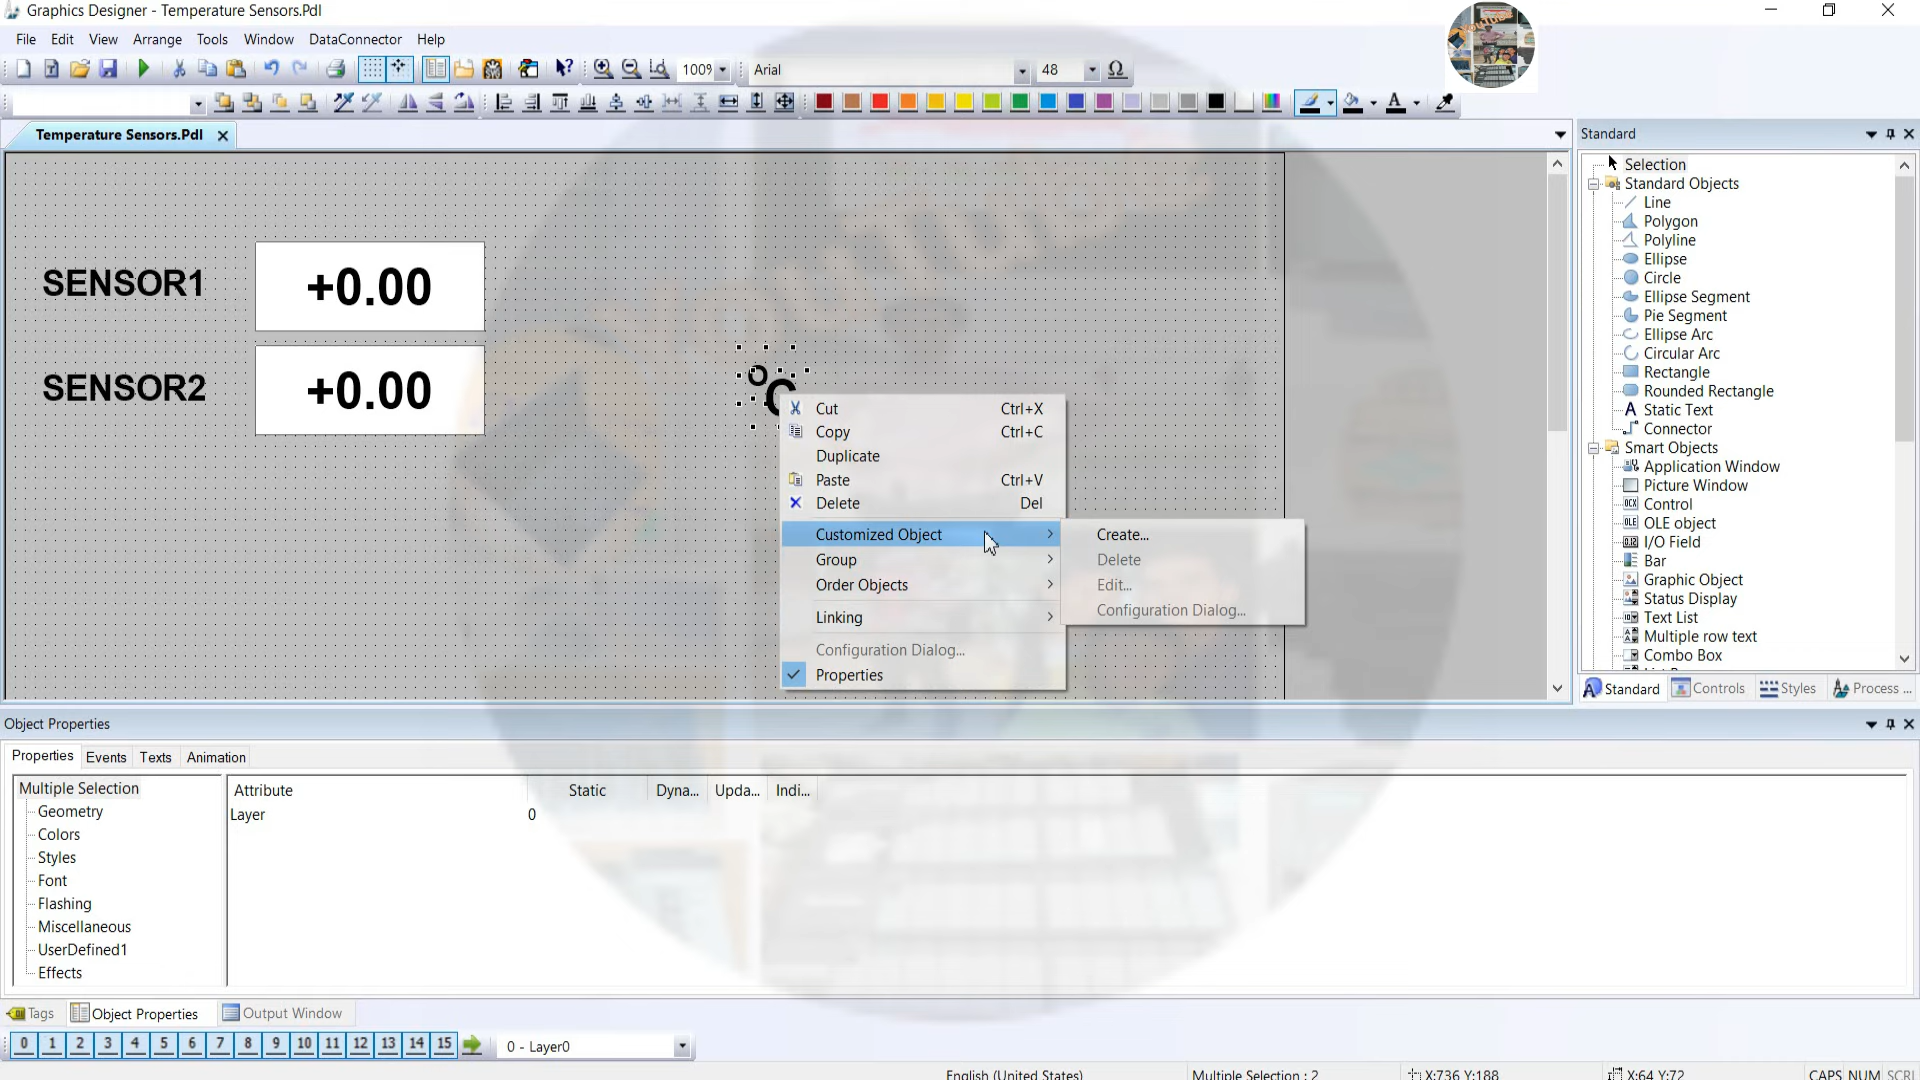 Graphics Designer - Temperature Sensors.Pdl
File Edit View Arrange Tools Window DataConnector Help
100% Arial 48 Ω
Temperature Sensors.Pdl
SENSOR1 +0.00
SENSOR2 +0.00
°C
Cut Ctrl+X
Copy Ctrl+C
Duplicate
Paste Ctrl+V
Delete Del
Customized Object
Group
Order Objects
Linking
Configuration Dialog...
Properties
Create...
Delete
Edit...
Configuration Dialog...
Standard
Selection
Standard Objects
Line
Polygon
Polyline
Ellipse
Circle
Ellipse Segment
Pie Segment
Ellipse Arc
Circular Arc
Rectangle
Rounded Rectangle
A Static Text
Connector
Smart Objects
Application Window
Picture Window
OCX Control
OLE OLE object
0.12 I/O Field
Bar
Graphic Object
Status Display
Text List
Multiple row text
Combo Box
Standard Controls Styles Process ...
Object Properties
Properties Events Texts Animation
Multiple Selection
Geometry
Colors
Styles
Font
Flashing
Miscellaneous
UserDefined1
Effects
Attribute Static Dyna... Upda... Indi...
Layer 0
Tags Object Properties Output Window
0 1 2 3 4 5 6 7 8 9 10 11 12 13 14 15 0 - Layer0
English (United States) Multiple Selection : 2 X:736 Y:188 X:64 Y:72 CAPS NUM SCRL
YOUTUBE